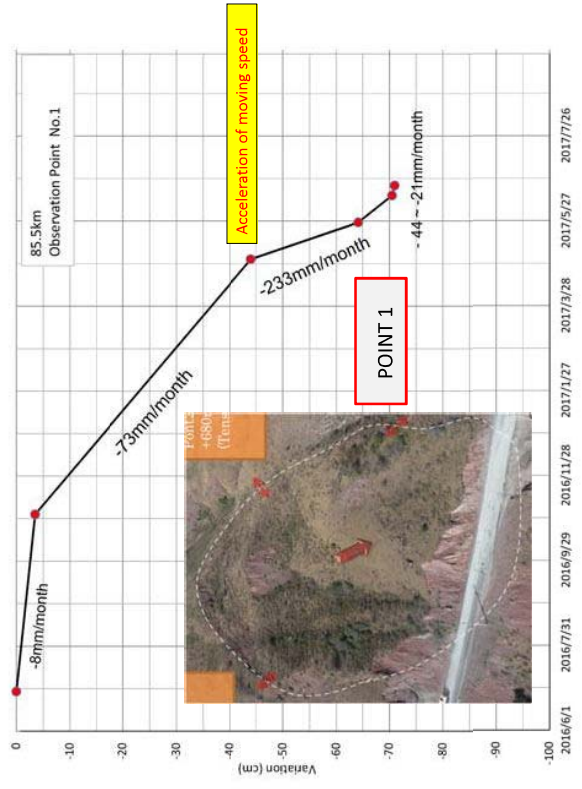 85.5km
Observation Point No.1
Acceleration of moving speed
-8mm/month
-73mm/month
-233mm/month
- 44 ~ -21mm/month
POINT 1
+680
(Tens
Variation (cm)
0
-10
-20
-30
-40
-50
-60
-70
-80
-90
-100
2016/6/1
2016/7/31
2016/9/29
2016/11/28
2017/1/27
2017/3/28
2017/5/27
2017/7/26